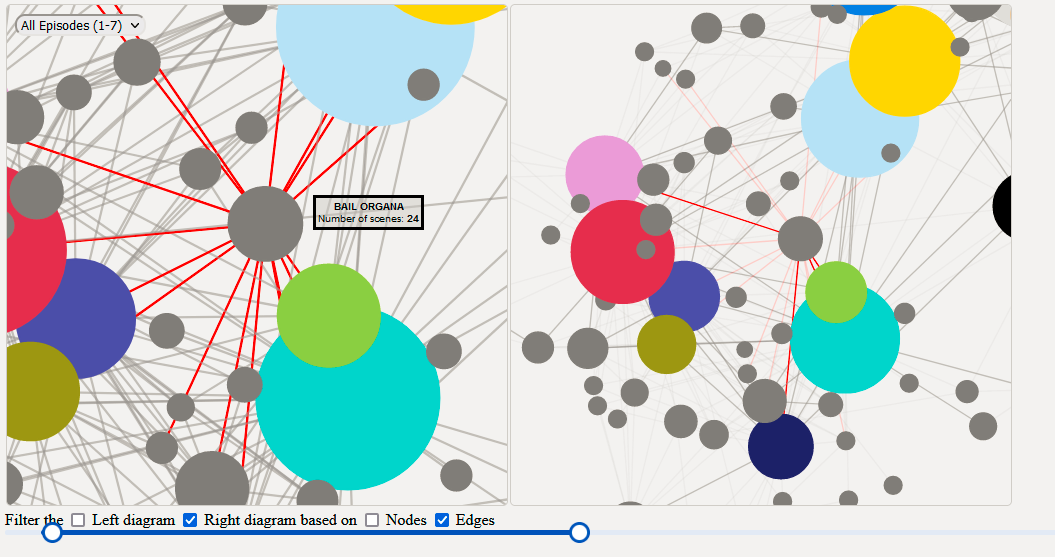 All Episodes (1-7)
BAIL ORGANA
Number of scenes: 24
Filter the Left diagram Right diagram based on Nodes Edges